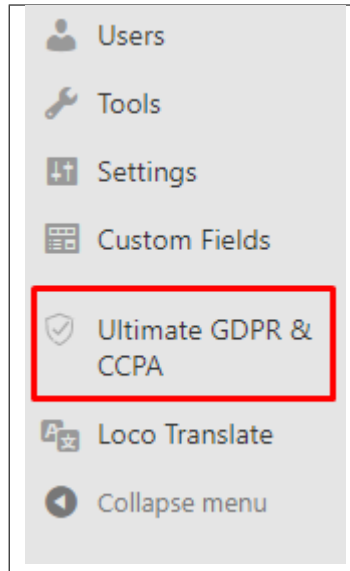 Users
Tools
Settings
Custom Fields
Ultimate GDPR &
CCPA
Loco Translate
Collapse menu